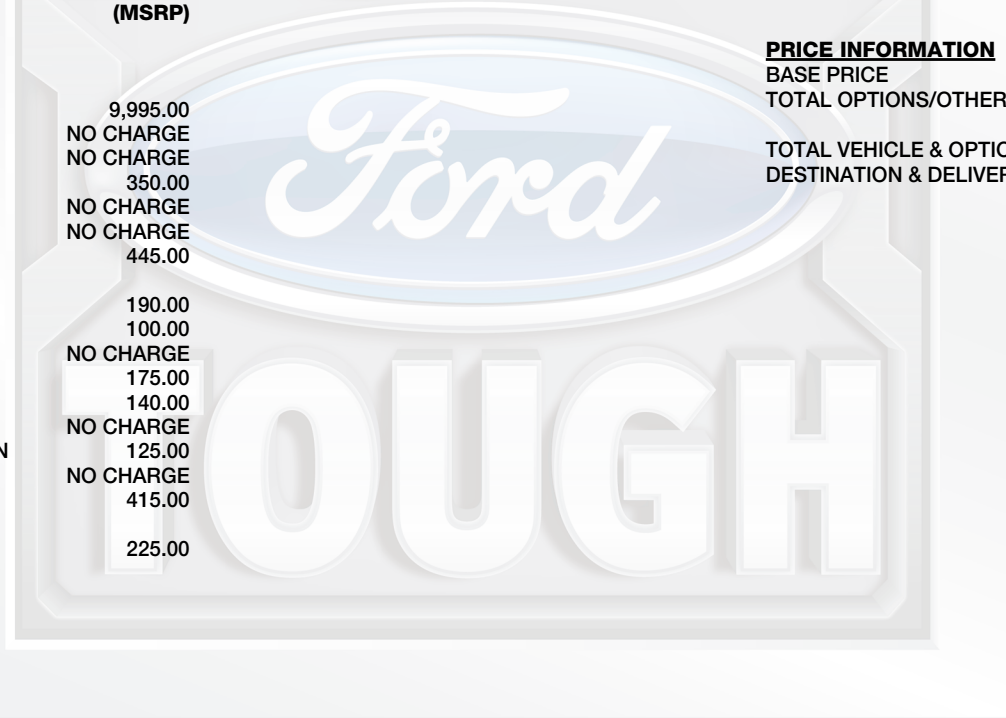 (MSRP)
9,995.00
NO CHARGE
NO CHARGE
350.00
NO CHARGE
NO CHARGE
445.00
190.00
100.00
NO CHARGE
175.00
140.00
NO CHARGE
N 125.00
NO CHARGE
415.00
225.00
PRICE INFORMATION
BASE PRICE
TOTAL OPTIONS/OTHER
TOTAL VEHICLE & OPTIO
DESTINATION & DELIVER
Ford
TOUGH